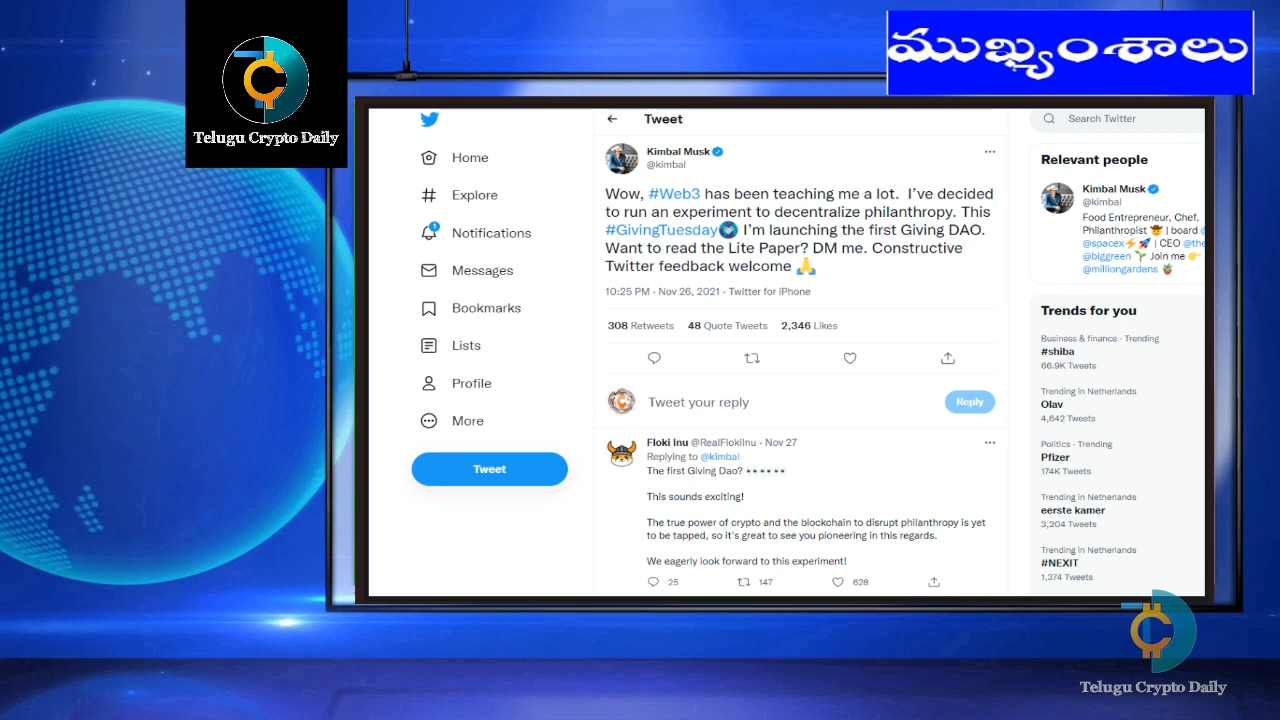 Telugu Crypto Daily
ముఖ్యంశాలు
Home
Explore
Notifications
Messages
Bookmarks
Lists
Profile
More
Tweet
Tweet
Kimbal Musk
@kimbal
Wow, #Web3 has been teaching me a lot. I've decided
to run an experiment to decentralize philanthropy. This
#GivingTuesday I'm launching the first Giving DAO.
Want to read the Lite Paper? DM me. Constructive
Twitter feedback welcome 🙏
10:25 PM · Nov 26, 2021 · Twitter for iPhone
308 Retweets 48 Quote Tweets 2,346 Likes
Tweet your reply
Reply
Floki Inu @RealFlokiInu · Nov 27
Replying to @kimbal
The first Giving Dao? 👀👀👀
This sounds exciting!
The true power of crypto and the blockchain to disrupt philanthropy is yet
to be tapped, so it's great to see you pioneering in this regards.
We eagerly look forward to this experiment!
25 147 628
Search Twitter
Relevant people
Kimbal Musk
@kimbal
Food Entrepreneur, Chef,
Philanthropist 🤠 | board @
@spacex⚡🚀 | CEO @the
@biggreen 🌱 Join me 👉
@milliongardens 🪴
Trends for you
Business & finance · Trending
#shiba
66.9K Tweets
Trending in Netherlands
Olav
4,642 Tweets
Politics · Trending
Pfizer
174K Tweets
Trending in Netherlands
eerste kamer
3,204 Tweets
Trending in Netherlands
#NEXIT
1,374 Tweets
Telugu Crypto Daily